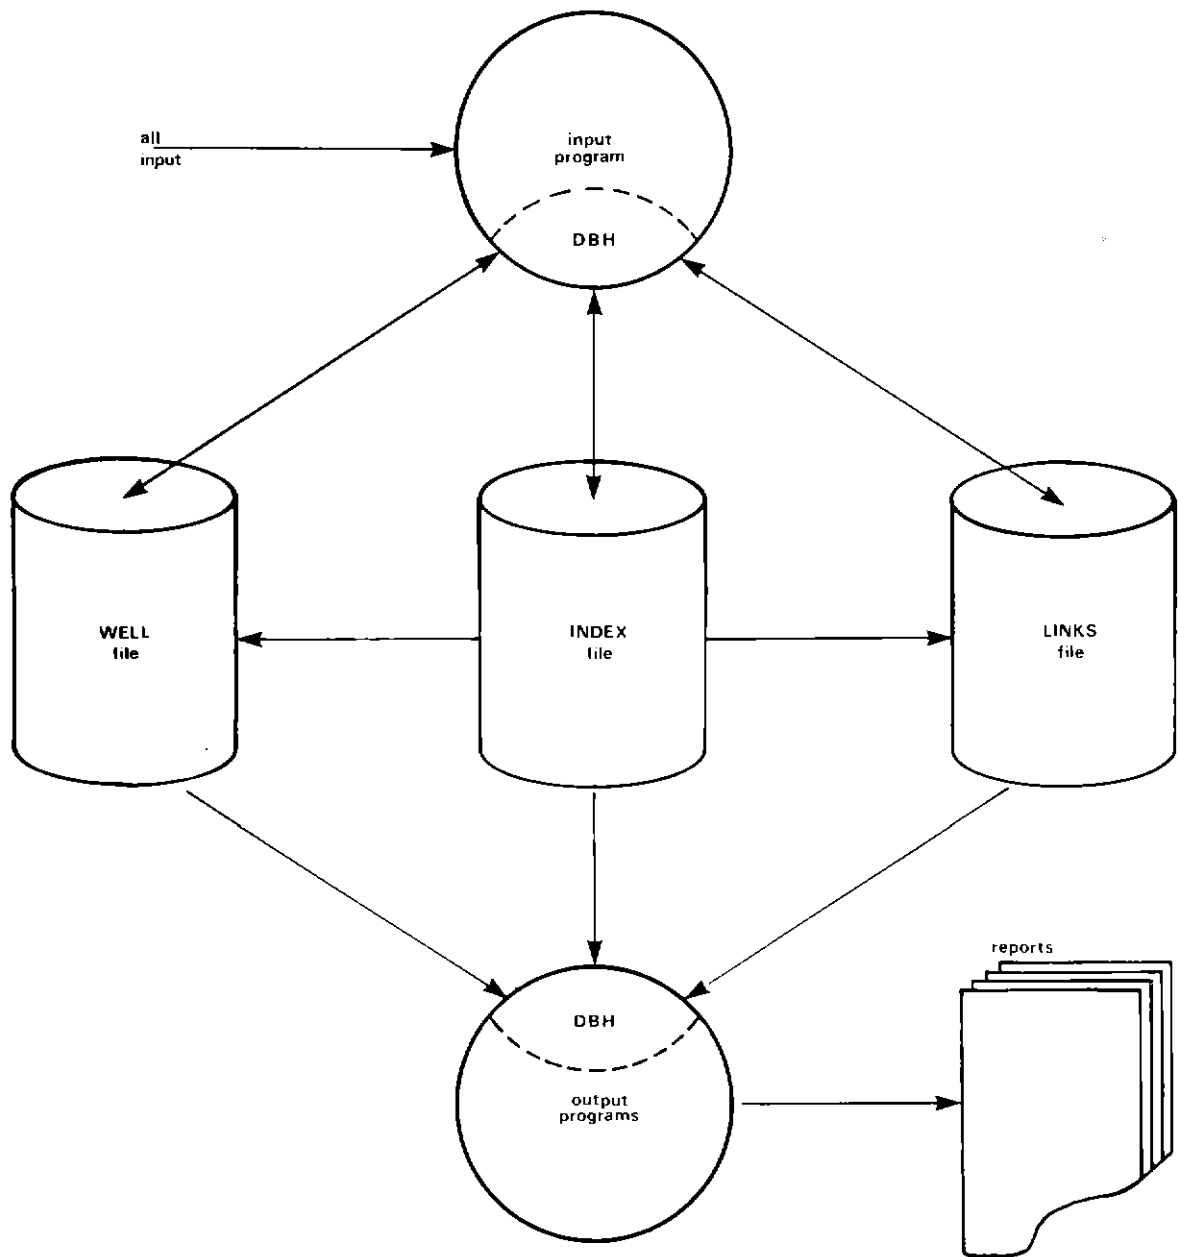 all
input
input
program
DBH
WELL
file
INDEX
file
LINKS
file
reports
DBH
output
programs